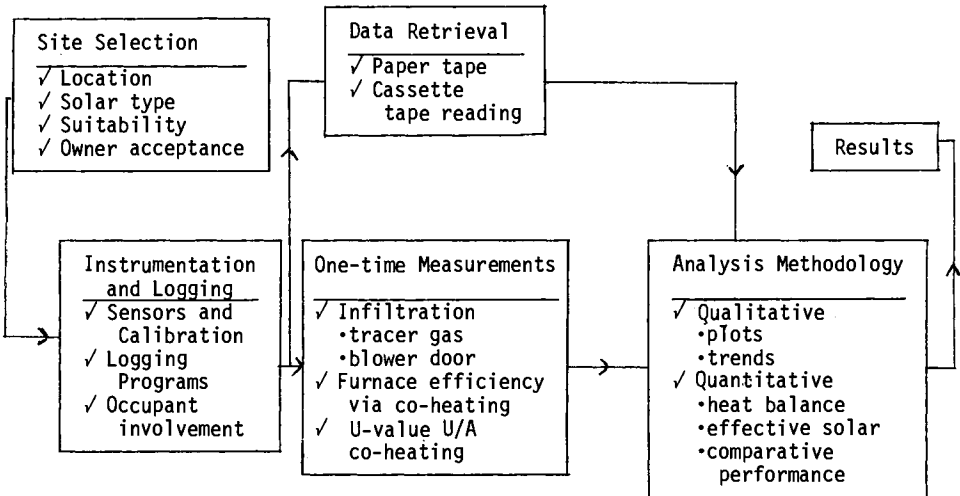 Site Selection
✓ Location
✓ Solar type
✓ Suitability
✓ Owner acceptance
Data Retrieval
✓ Paper tape
✓ Cassette
tape reading
Results
Instrumentation
and Logging
✓ Sensors and
Calibration
✓ Logging
Programs
✓ Occupant
involvement
One-time Measurements
✓ Infiltration
•tracer gas
•blower door
✓ Furnace efficiency
via co-heating
✓ U-value U/A
co-heating
Analysis Methodology
✓ Qualitative
•plots
•trends
✓ Quantitative
•heat balance
•effective solar
•comparative
performance